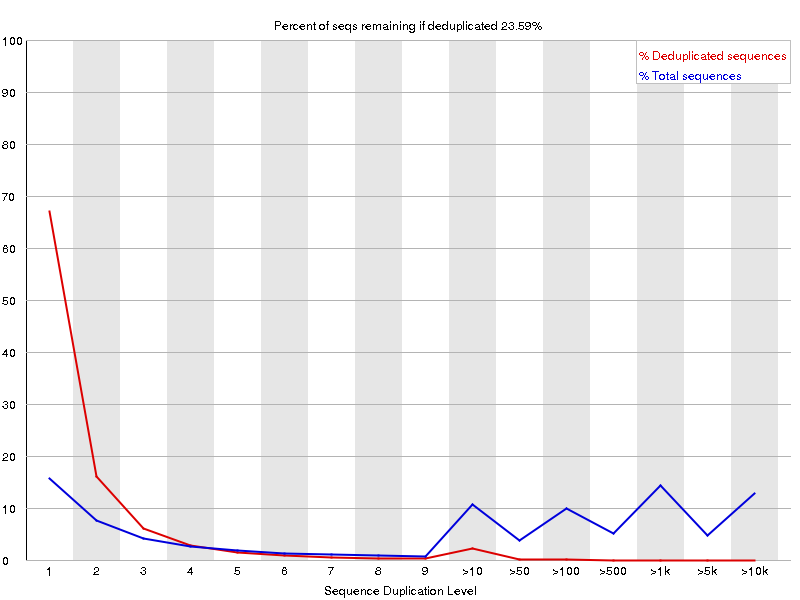 Percent of seqs remaining if deduplicated 23.59%
% Deduplicated sequences
% Total sequences
100
90
80
70
60
50
40
30
20
10
0
1 2 3 4 5 6 7 8 9 >10 >50 >100 >500 >1k >5k >10k
Sequence Duplication Level